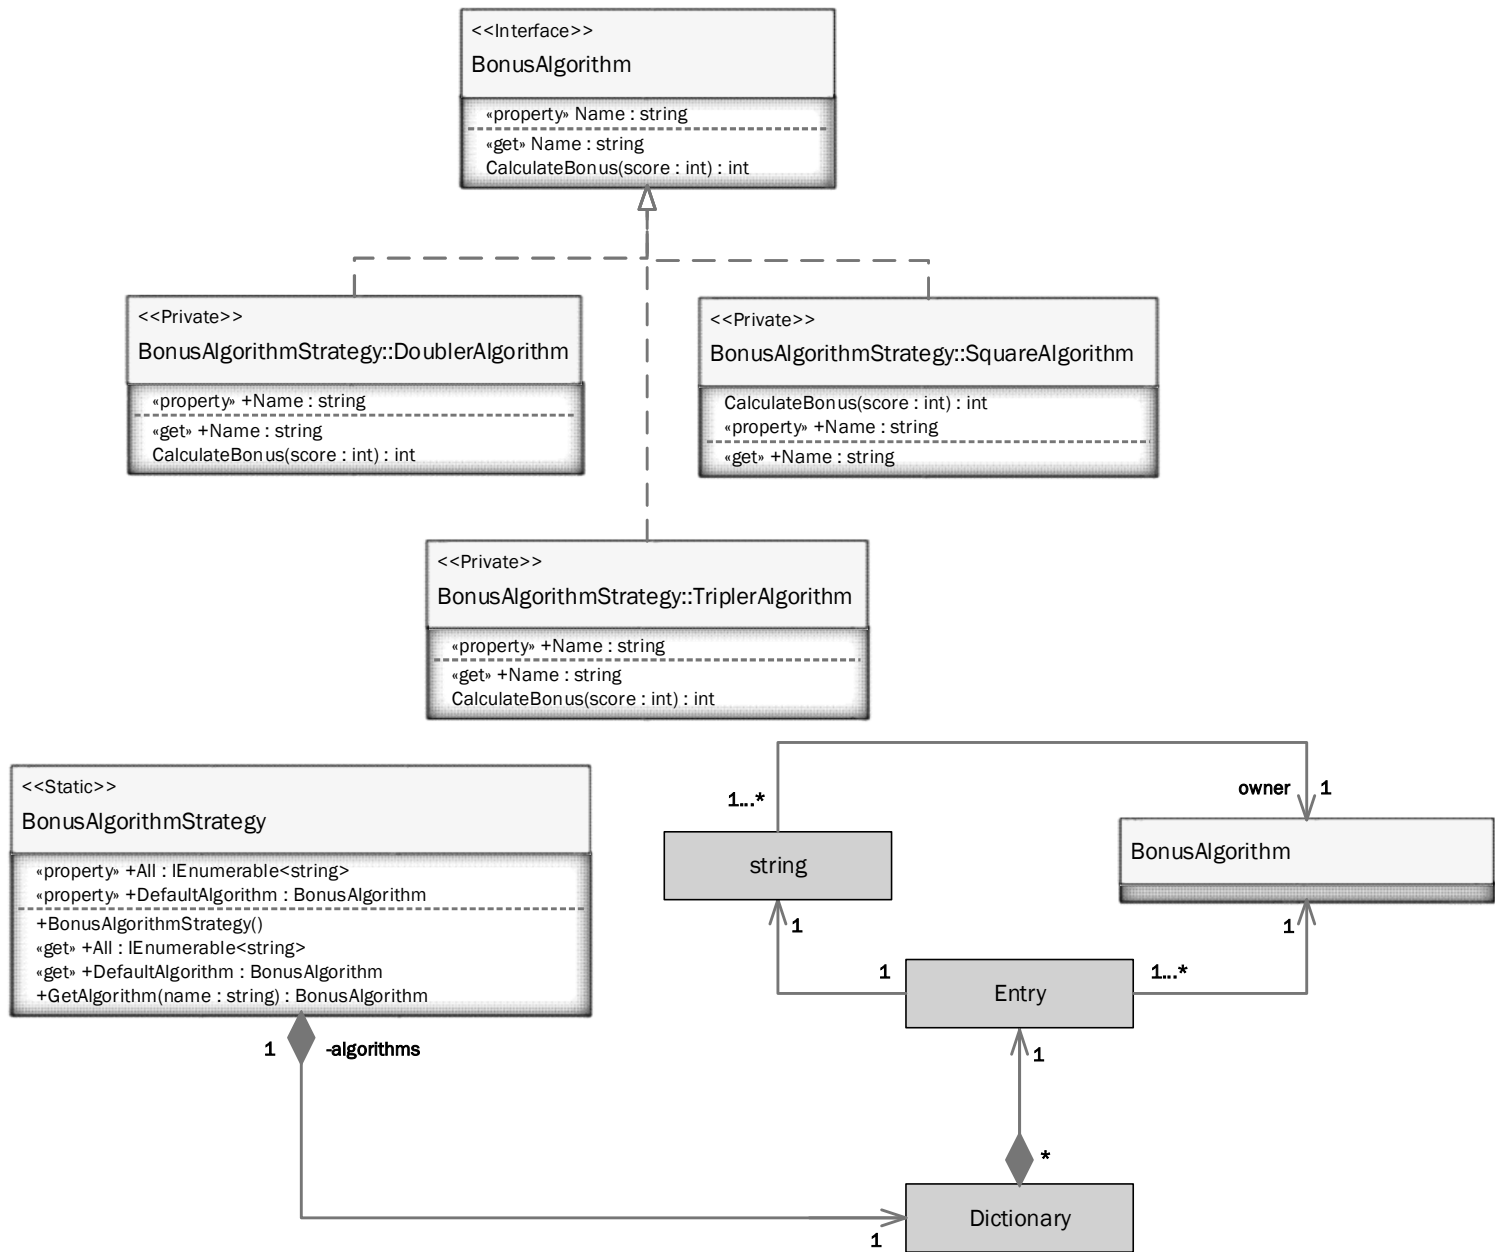 <<Interface>>
BonusAlgorithm
«property» Name : string
«get» Name : string
CalculateBonus(score : int) : int
<<Private>>
BonusAlgorithmStrategy::DoublerAlgorithm
«property» +Name : string
«get» +Name : string
CalculateBonus(score : int) : int
<<Private>>
BonusAlgorithmStrategy::SquareAlgorithm
CalculateBonus(score : int) : int
«property» +Name : string
«get» +Name : string
<<Private>>
BonusAlgorithmStrategy::TriplerAlgorithm
«property» +Name : string
«get» +Name : string
CalculateBonus(score : int) : int
<<Static>>
BonusAlgorithmStrategy
«property» +All : IEnumerable<string>
«property» +DefaultAlgorithm : BonusAlgorithm
+BonusAlgorithmStrategy()
«get» +All : IEnumerable<string>
«get» +DefaultAlgorithm : BonusAlgorithm
+GetAlgorithm(name : string) : BonusAlgorithm
1
-algorithms
1...*
owner
1
string
BonusAlgorithm
1
1
1
Entry
1...*
1
*
Dictionary
1